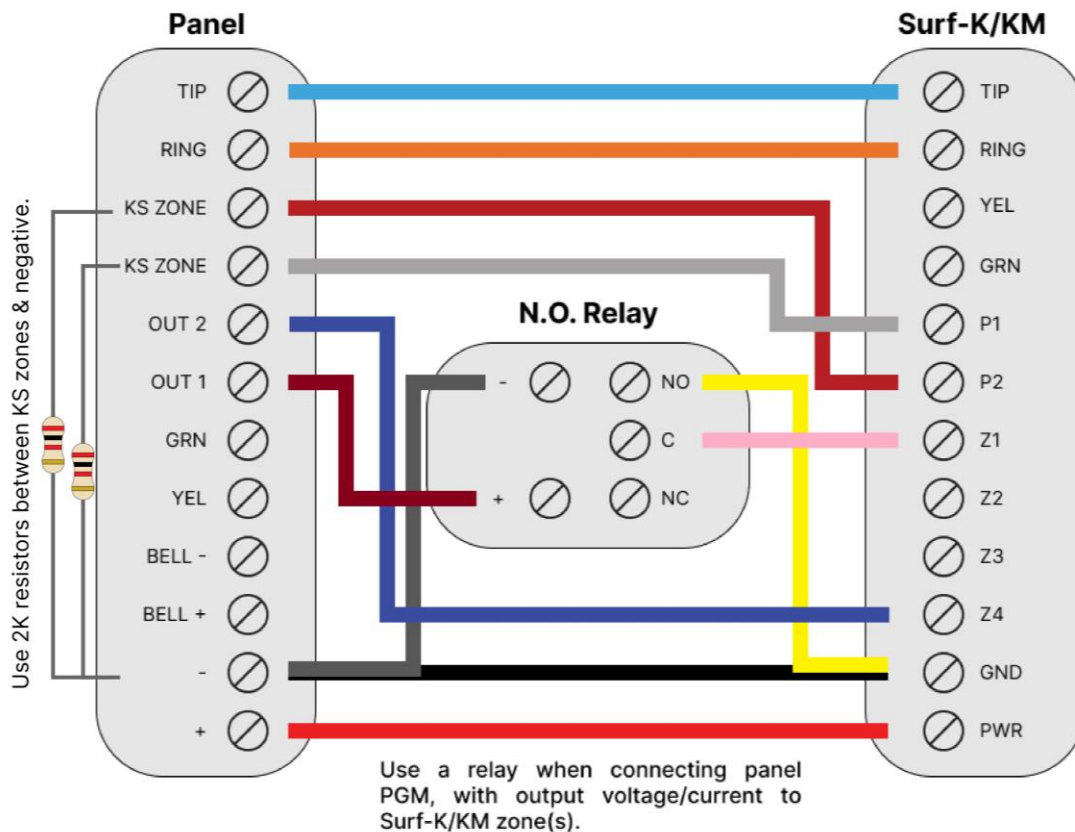 Panel
Surf-K/KM
TIP
RING
KS ZONE
KS ZONE
OUT 2
OUT 1
GRN
YEL
BELL -
BELL +
-
+
Use 2K resistors between KS zones & negative.
N.O. Relay
-
+
NO
C
NC
TIP
RING
YEL
GRN
P1
P2
Z1
Z2
Z3
Z4
GND
PWR
Use a relay when connecting panel
PGM, with output voltage/current to
Surf-K/KM zone(s).